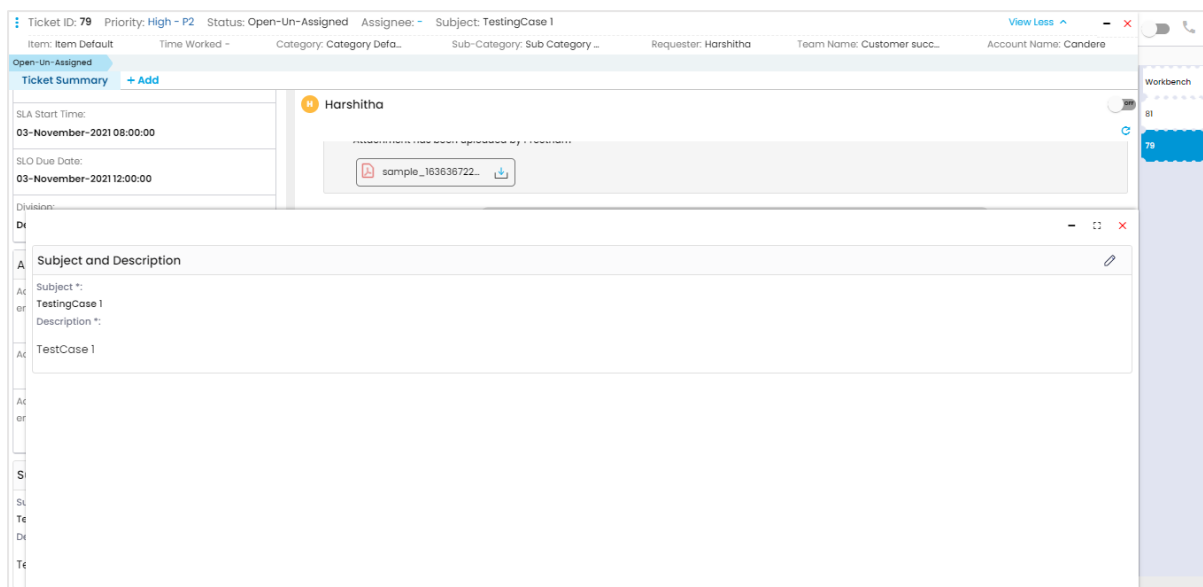 Ticket ID: 79 Priority: High - P2 Status: Open-Un-Assigned Assignee: - Subject: TestingCase 1 View Less
Item: Item Default Time Worked - Category: Category Defa... Sub-Category: Sub Category ... Requester: Harshitha Team Name: Customer succ... Account Name: Candere
Open-Un-Assigned
Ticket Summary + Add
Workbench
81
79
SLA Start Time:
03-November-2021 08:00:00
SLO Due Date:
03-November-2021 12:00:00
Division:
H Harshitha
Off
Attachment has been uploaded by Preetham
sample_163636722...
Subject and Description
Subject *:
TestingCase 1
Description *:
TestCase 1